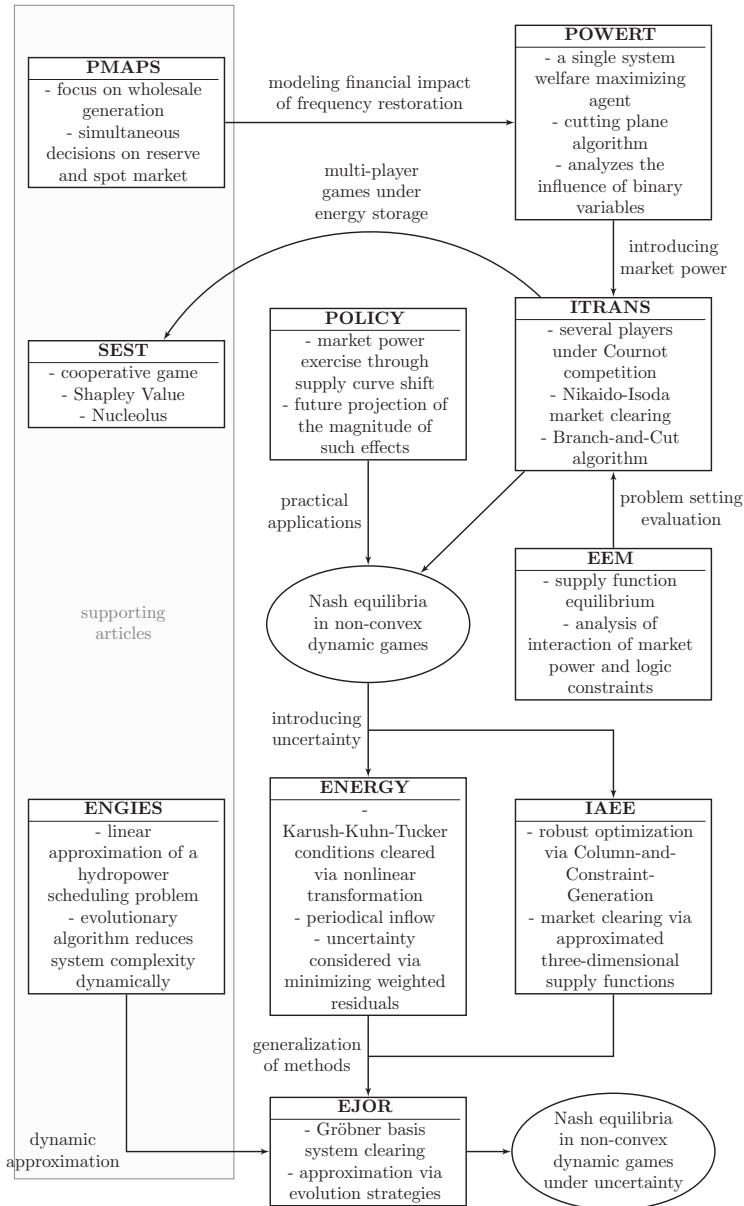 PMAPS
- focus on wholesale
generation
- simultaneous
decisions on reserve
and spot market
modeling financial impact
of frequency restoration
POWERT
- a single system
welfare maximizing
agent
- cutting plane
algorithm
- analyzes the
influence of binary
variables
multi-player
games under
energy storage
introducing
market power
SEST
- cooperative game
- Shapley Value
- Nucleolus
POLICY
- market power
exercise through
supply curve shift
- future projection of
the magnitude of
such effects
ITRANS
- several players
under Cournot
competition
- Nikaido-Isoda
market clearing
- Branch-and-Cut
algorithm
practical
applications
problem setting
evaluation
supporting
articles
Nash equilibria
in non-convex
dynamic games
EEM
- supply function
equilibrium
- analysis of
interaction of market
power and logic
constraints
introducing
uncertainty
ENGIES
- linear
approximation of a
hydropower
scheduling problem
- evolutionary
algorithm reduces
system complexity
dynamically
ENERGY
-
Karush-Kuhn-Tucker
conditions cleared
via nonlinear
transformation
- periodical inflow
- uncertainty
considered via
minimizing weighted
residuals
IAEE
- robust optimization
via Column-and-
Constraint-
Generation
- market clearing via
approximated
three-dimensional
supply functions
generalization
of methods
dynamic
approximation
EJOR
- Gröbner basis
system clearing
- approximation via
evolution strategies
Nash equilibria
in non-convex
dynamic games
under uncertainty